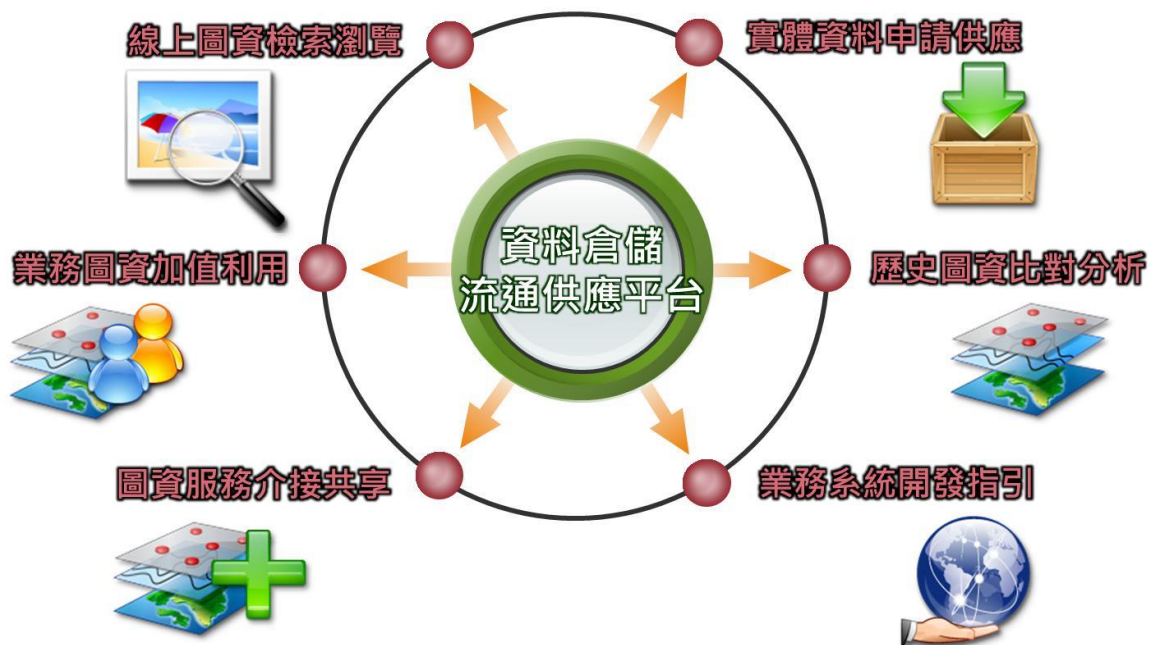 線上圖資檢索瀏覽
實體資料申請供應
資料倉儲
流通供應平台
業務圖資加值利用
歷史圖資比對分析
圖資服務介接共享
業務系統開發指引